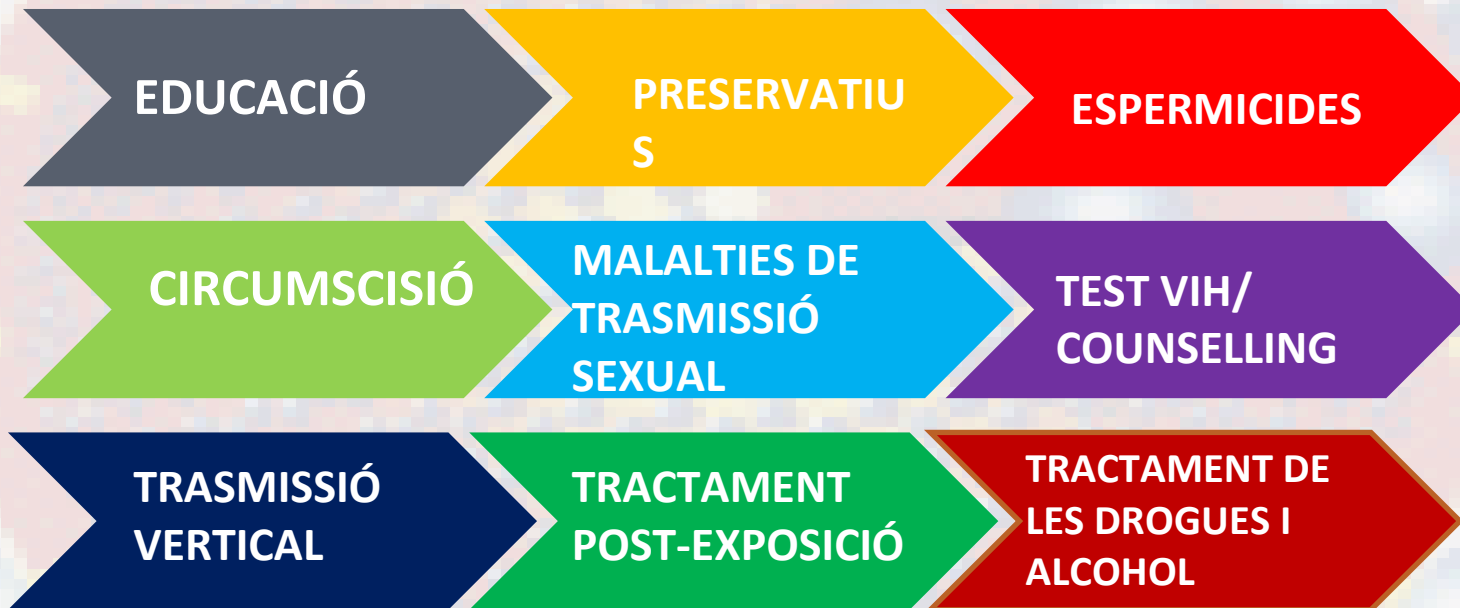 EDUCACIÓ
PRESERVATIU
S
ESPERMICIDES
CIRCUMSCISIÓ
MALALTIES DE
TRASMISSIÓ
SEXUAL
TEST VIH/
COUNSELLING
TRASMISSIÓ
VERTICAL
TRACTAMENT
POST-EXPOSICIÓ
TRACTAMENT DE
LES DROGUES I
ALCOHOL